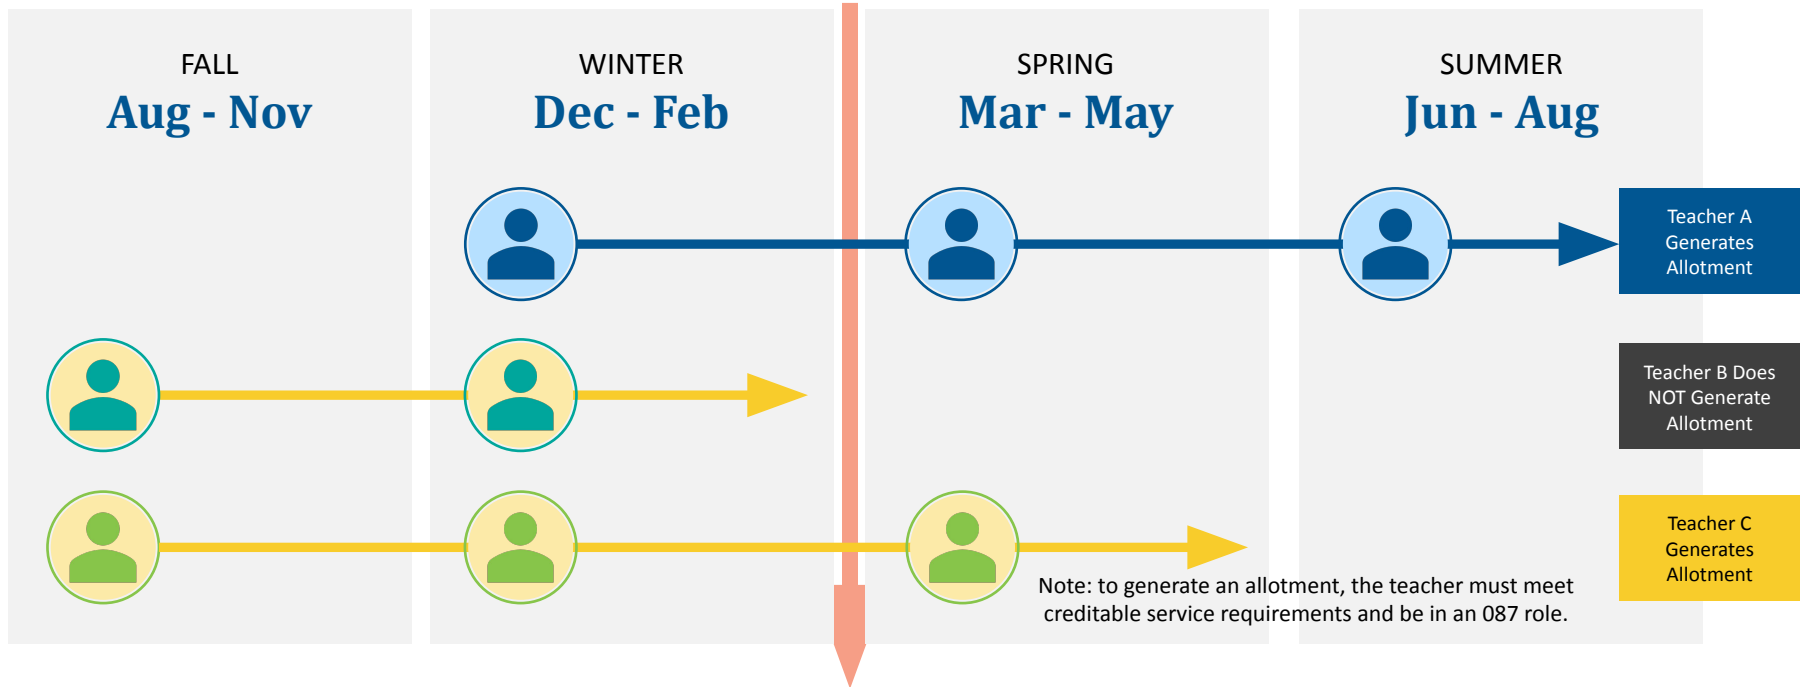 FALL
Aug - Nov
WINTER
Dec - Feb
SPRING
Mar - May
SUMMER
Jun - Aug
Teacher A
Generates
Allotment
Teacher B Does
NOT Generate
Allotment
Teacher C
Generates
Allotment
Note: to generate an allotment, the teacher must meet
creditable service requirements and be in an 087 role.